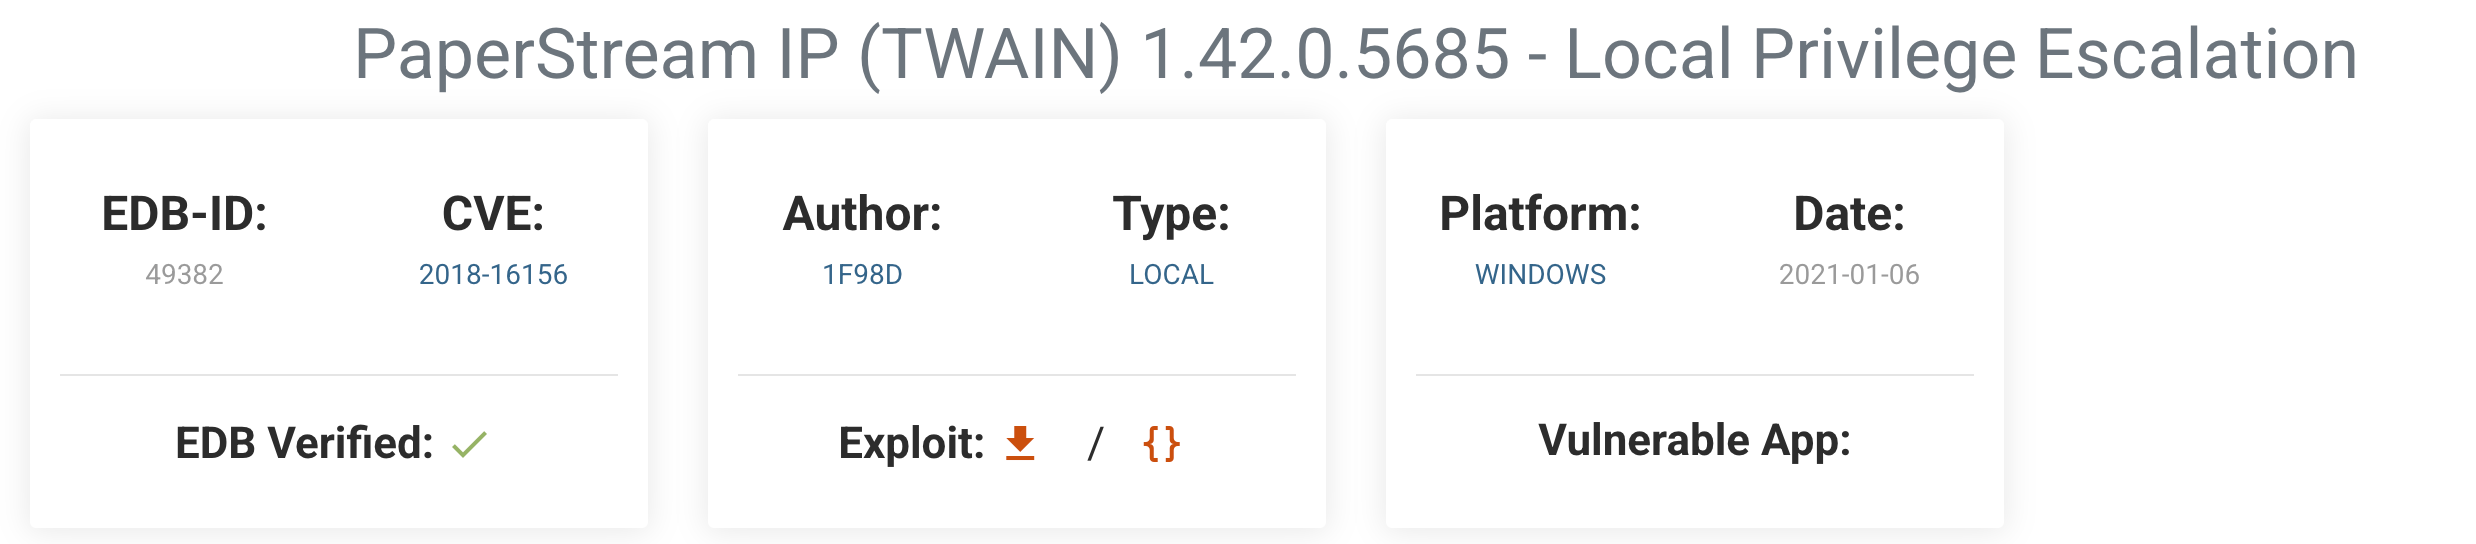 PaperStream IP (TWAIN) 1.42.0.5685 - Local Privilege Escalation
EDB-ID:
49382
CVE:
2018-16156
EDB Verified:
Author:
1F98D
Type:
LOCAL
Exploit: / {}
Platform:
WINDOWS
Date:
2021-01-06
Vulnerable App: